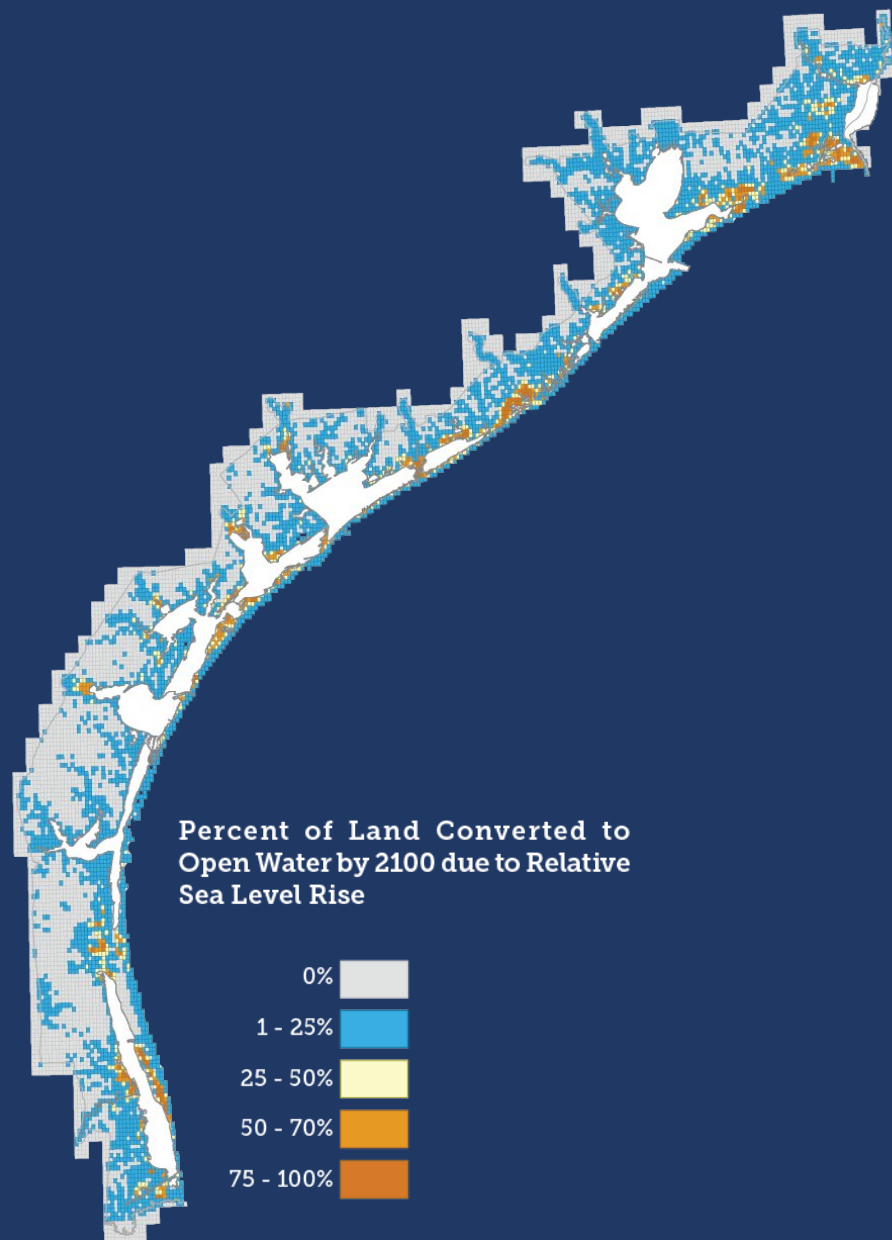 Percent of Land Converted to
Open Water by 2100 due to Relative
Sea Level Rise
0%
1 - 25%
25 - 50%
50 - 70%
75 - 100%